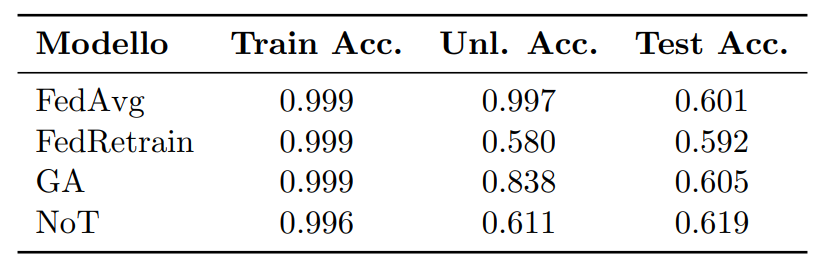 Modello Train Acc. Unl. Acc. Test Acc.
FedAvg 0.999 0.997 0.601
FedRetrain 0.999 0.580 0.592
GA 0.999 0.838 0.605
NoT 0.996 0.611 0.619